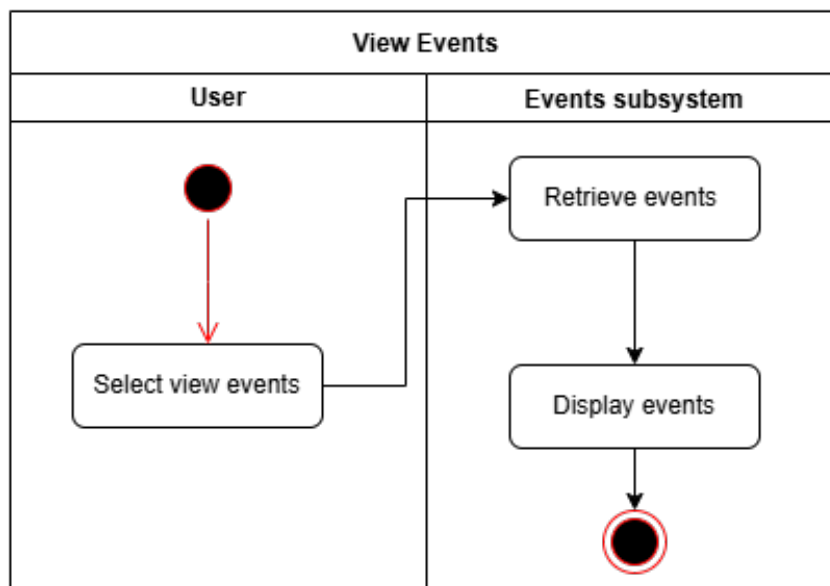 View Events
User
Events subsystem
Retrieve events
Select view events
Display events